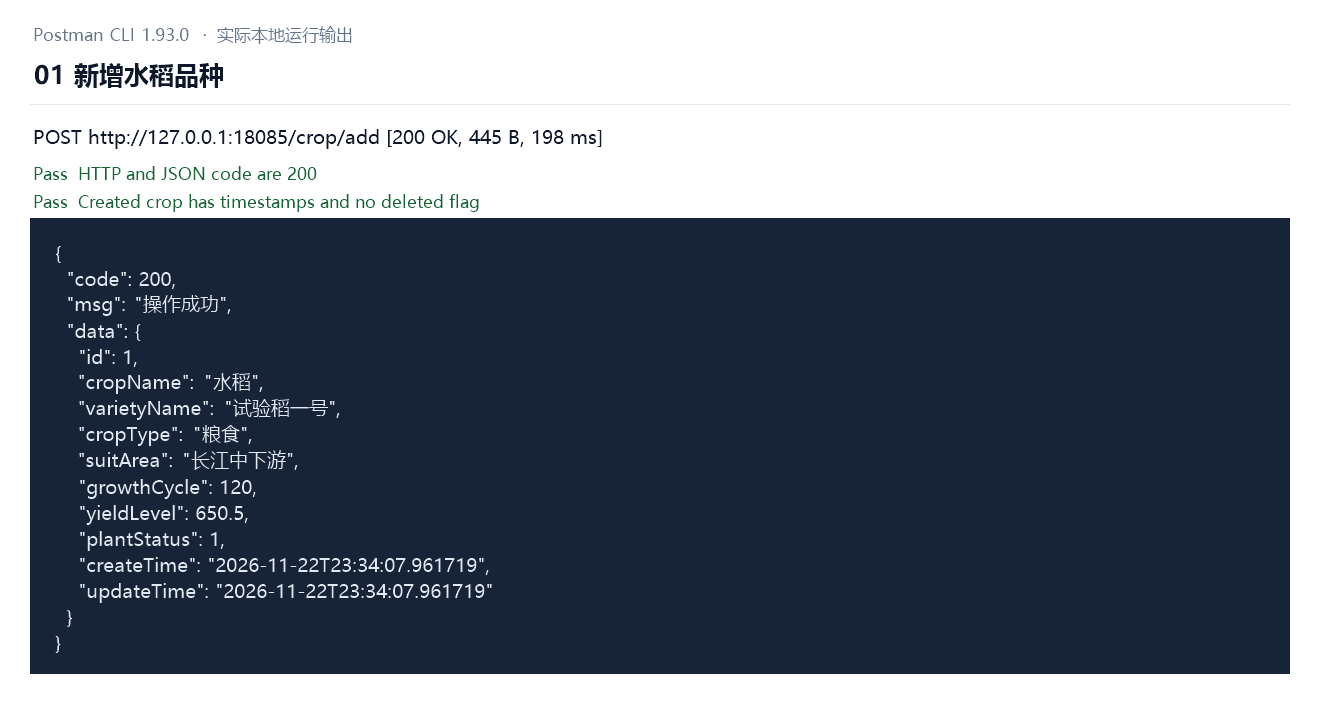 Postman CLI 1.93.0 · 实际本地运行输出
01 新增水稻品种
POST http://127.0.0.1:18085/crop/add [200 OK, 445 B, 198 ms]
Pass HTTP and JSON code are 200
Pass Created crop has timestamps and no deleted flag
{
"code": 200,
"msg": "操作成功",
"data": {
"id": 1,
"cropName": "水稻",
"varietyName": "试验稻一号",
"cropType": "粮食",
"suitArea": "长江中下游",
"growthCycle": 120,
"yieldLevel": 650.5,
"plantStatus": 1,
"createTime": "2026-11-22T23:34:07.961719",
"updateTime": "2026-11-22T23:34:07.961719"
}
}